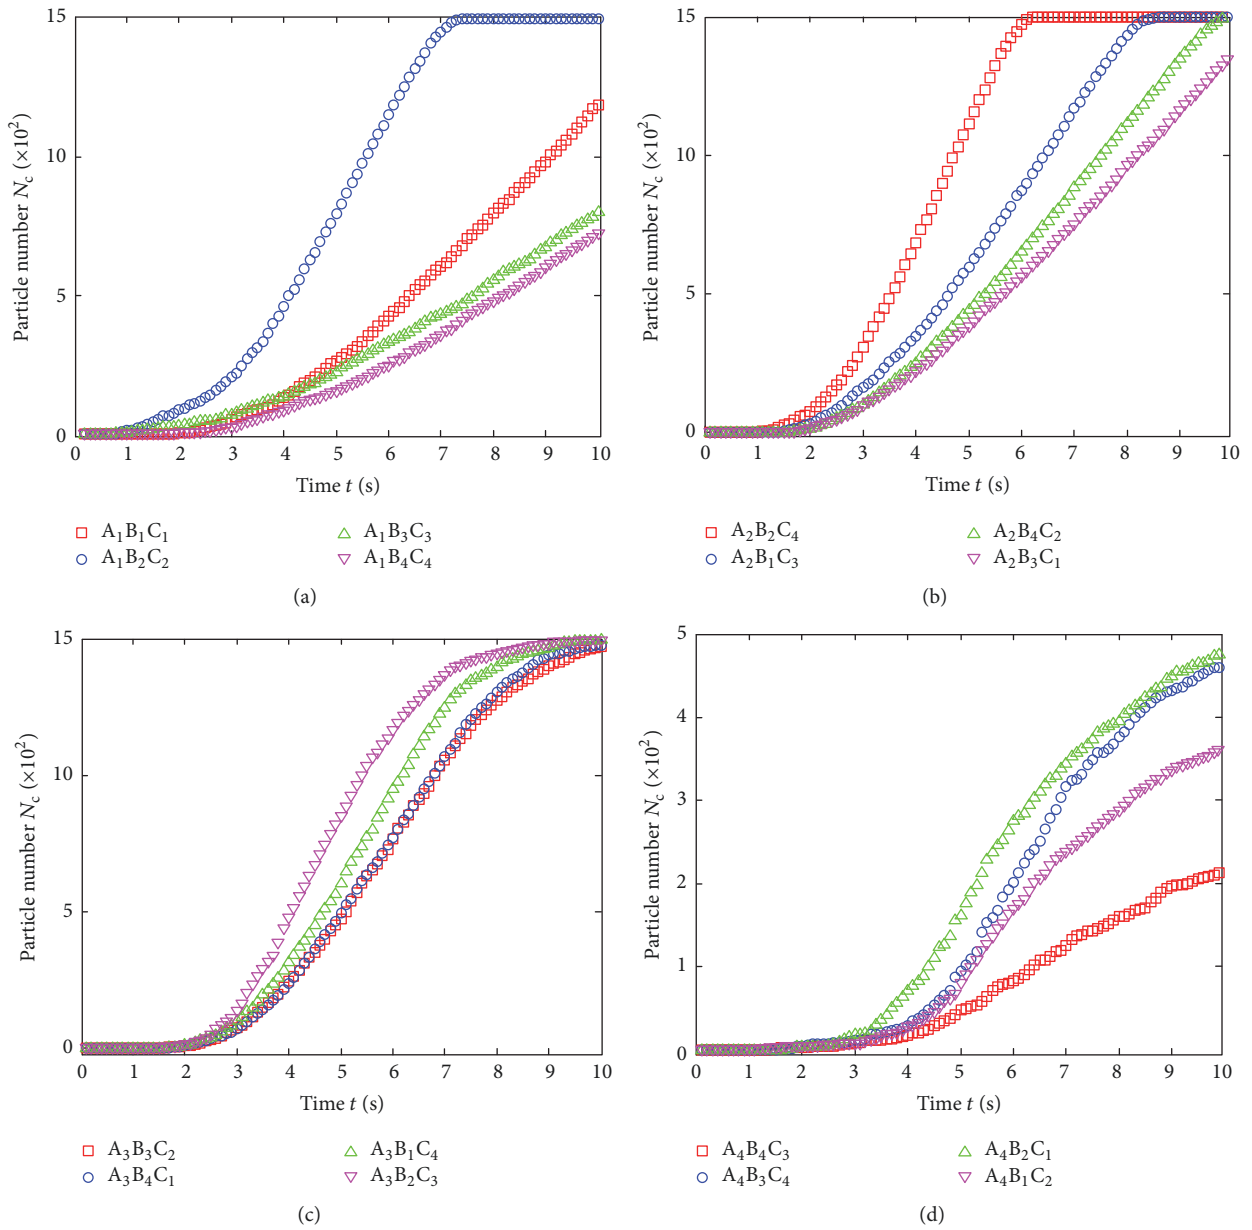 Particle number N_c (×10²)
15
10
5
0
0 1 2 3 4 5 6 7 8 9 10
Time t (s)
A₁B₁C₁
A₁B₂C₂
A₁B₃C₃
A₁B₄C₄
(a)
Particle number N_c (×10²)
15
10
5
0
0 1 2 3 4 5 6 7 8 9 10
Time t (s)
A₂B₂C₄
A₂B₁C₃
A₂B₄C₂
A₂B₃C₁
(b)
Particle number N_c (×10²)
15
10
5
0
0 1 2 3 4 5 6 7 8 9 10
Time t (s)
A₃B₃C₂
A₃B₄C₁
A₃B₁C₄
A₃B₂C₃
(c)
Particle number N_c (×10²)
5
4
3
2
1
0
0 1 2 3 4 5 6 7 8 9 10
Time t (s)
A₄B₄C₃
A₄B₃C₄
A₄B₂C₁
A₄B₁C₂
(d)